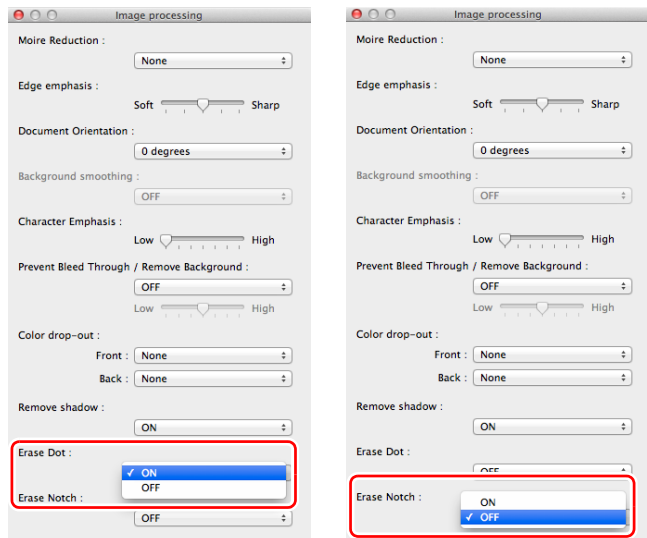 Image processing
Moire Reduction :
None
Edge emphasis :
Soft Sharp
Document Orientation :
0 degrees
Background smoothing :
OFF
Character Emphasis :
Low High
Prevent Bleed Through / Remove Background :
OFF
Low High
Color drop-out :
Front : None
Back : None
Remove shadow :
ON
Erase Dot :
✓ ON
OFF
Erase Notch :
OFF
Image processing
Moire Reduction :
None
Edge emphasis :
Soft Sharp
Document Orientation :
0 degrees
Background smoothing :
OFF
Character Emphasis :
Low High
Prevent Bleed Through / Remove Background :
OFF
Low High
Color drop-out :
Front : None
Back : None
Remove shadow :
ON
Erase Dot :
OFF
Erase Notch :
ON
✓ OFF